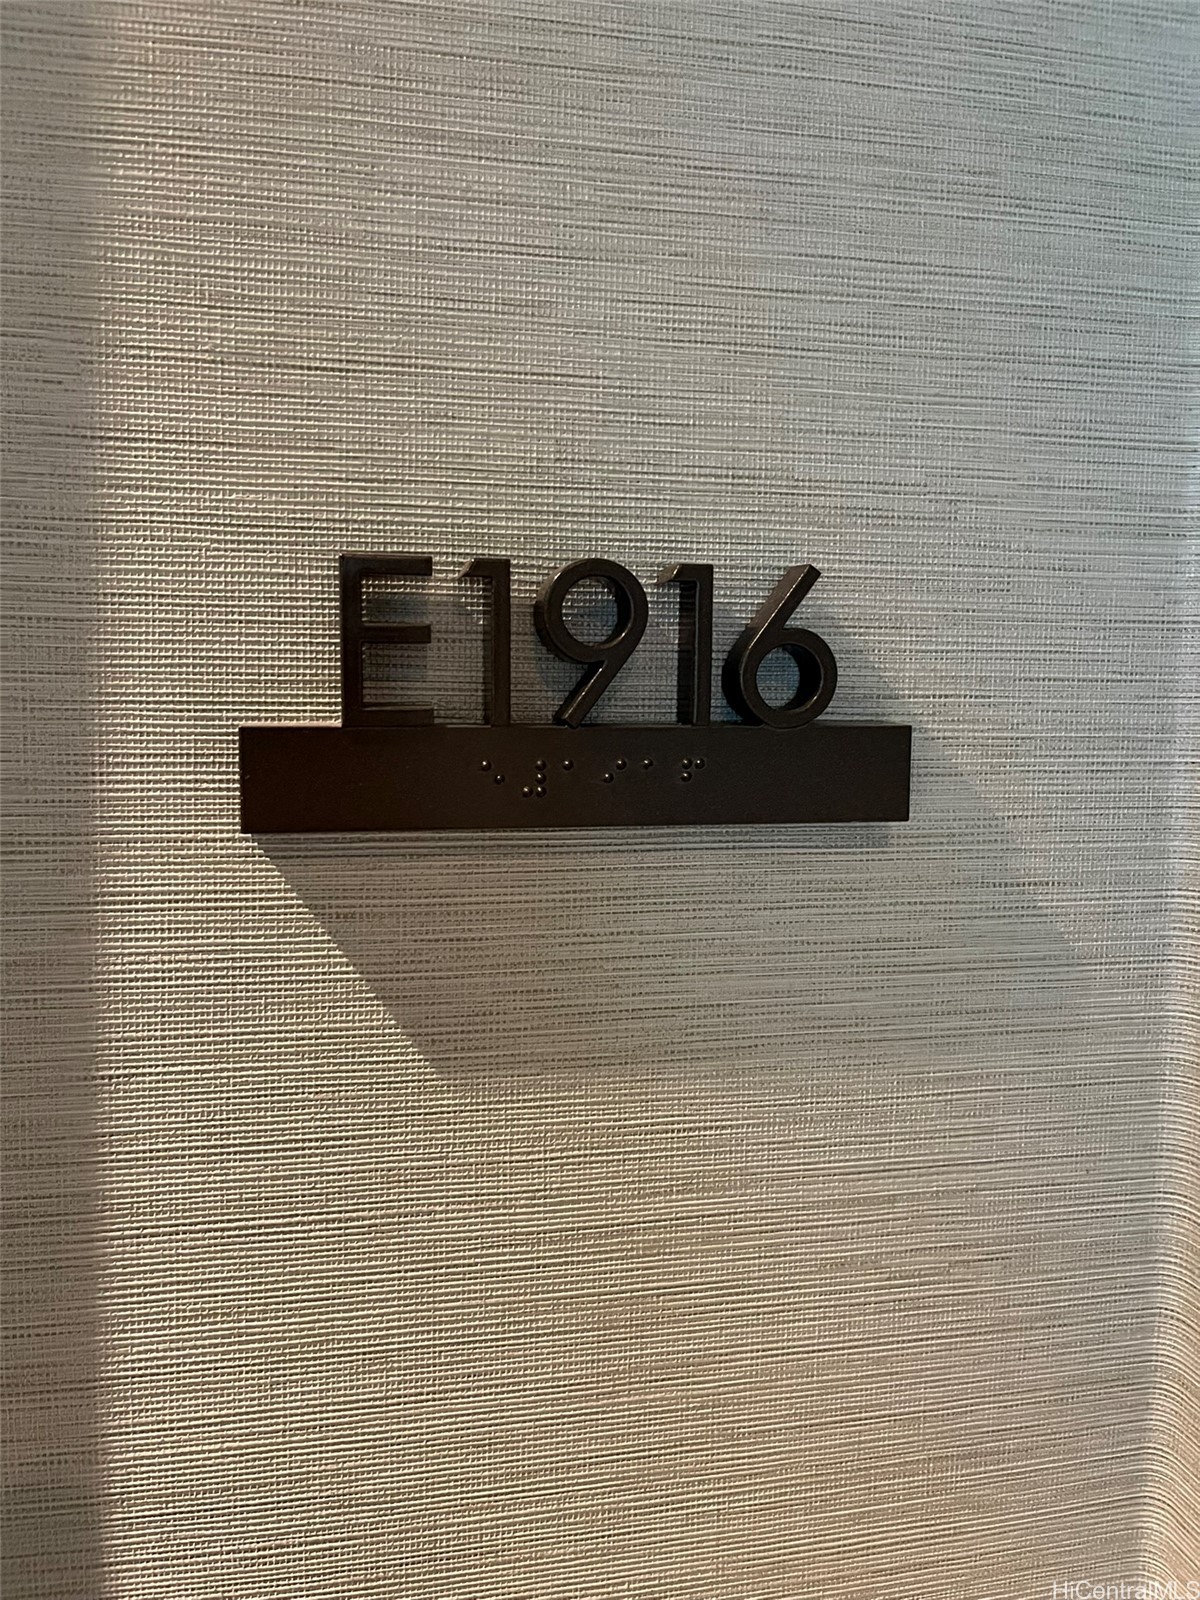 E1916
⠑⠼⠁⠊⠁⠋
HiCentralMLS